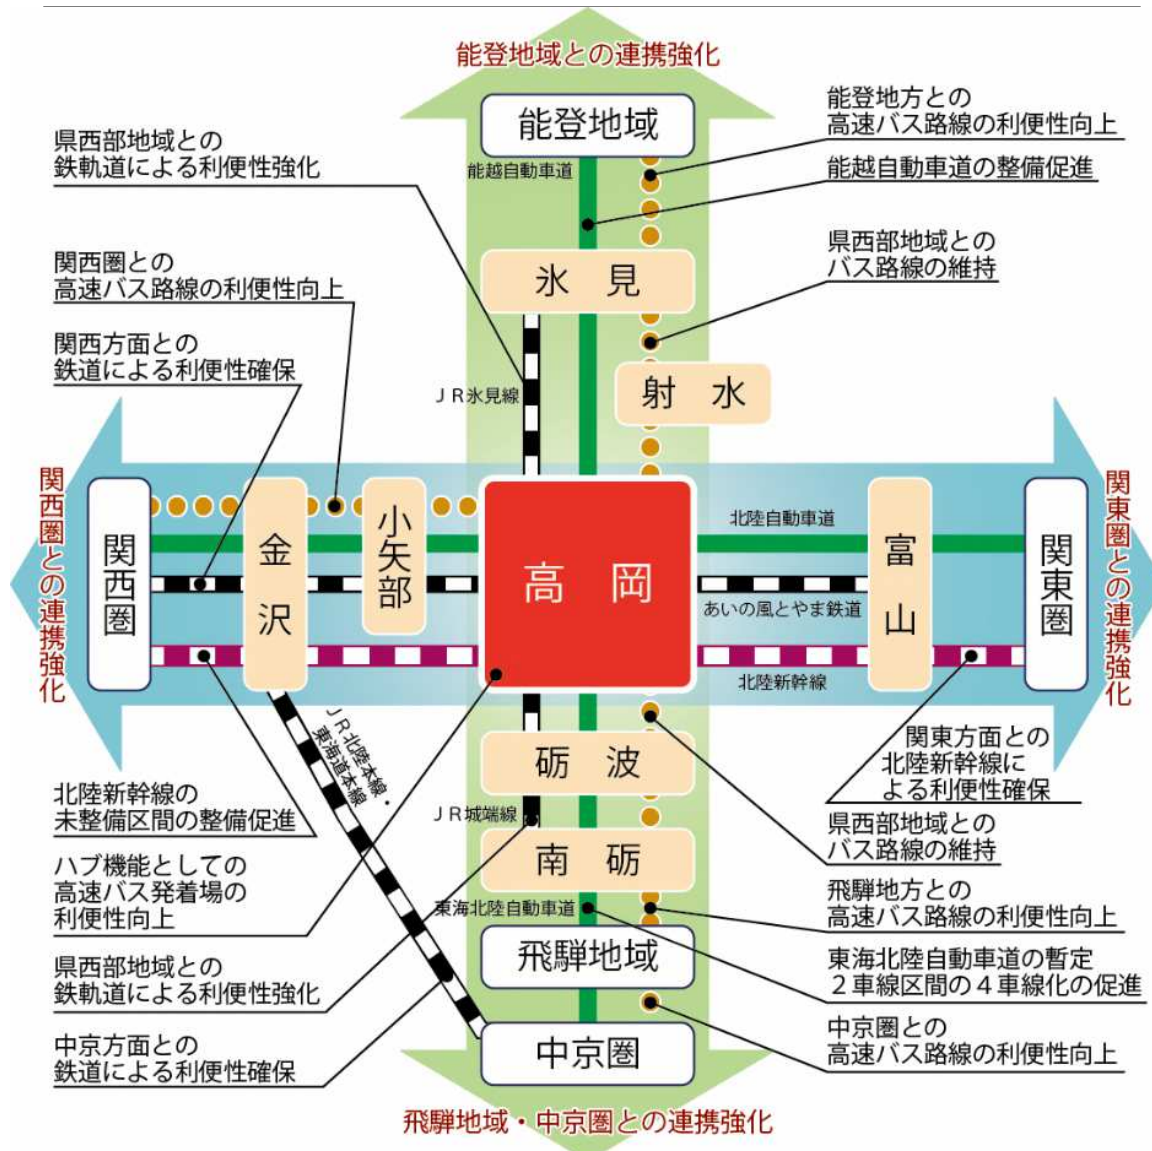 能登地域との連携強化
能登地域
能越自動車道
能登地方との
高速バス路線の利便性向上
能越自動車道の整備促進
県西部地域との
鉄軌道による利便性強化
県西部地域との
バス路線の維持
関西圏との
高速バス路線の利便性向上
氷見
関西方面との
鉄道による利便性確保
JR氷見線
射水
関西圏との連携強化
関西圏
金沢
小矢部
高岡
北陸自動車道
あいの風とやま鉄道
北陸新幹線
富山
関東圏
関東圏との連携強化
JR北陸本線・
東海道本線
砺波
関東方面との
北陸新幹線に
よる利便性確保
北陸新幹線の
未整備区間の整備促進
JR城端線
県西部地域との
バス路線の維持
南砺
ハブ機能としての
高速バス発着場の
利便性向上
東海北陸自動車道
飛騨地方との
高速バス路線の利便性向上
飛騨地域
県西部地域との
鉄軌道による利便性強化
東海北陸自動車道の暫定
2車線区間の4車線化の促進
中京方面との
鉄道による利便性確保
中京圏
中京圏との
高速バス路線の利便性向上
飛騨地域・中京圏との連携強化